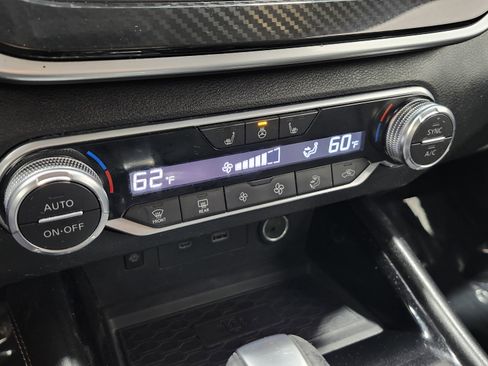 62°F
60°F
AUTO
ON·OFF
FRONT
REAR
SYNC
A/C